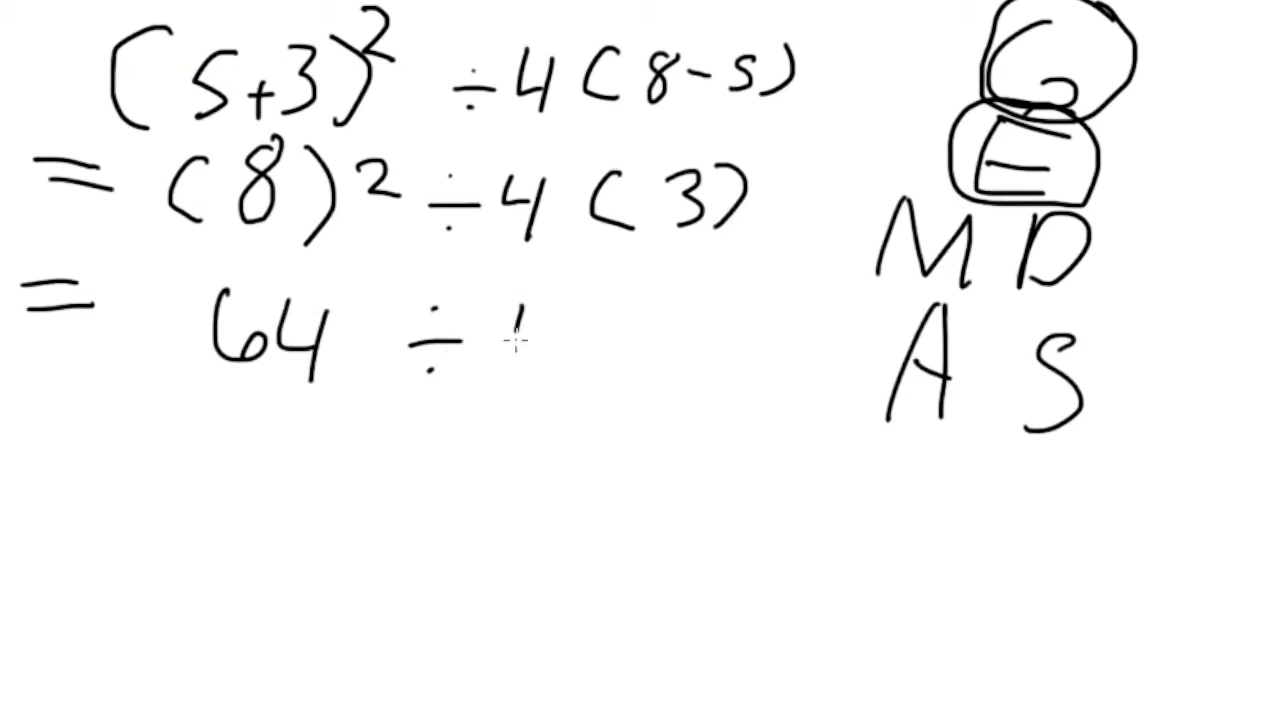 (5+3)² ÷ 4(8-5)
= (8)² ÷ 4(3)
= 64 ÷
G
E
M D
A S